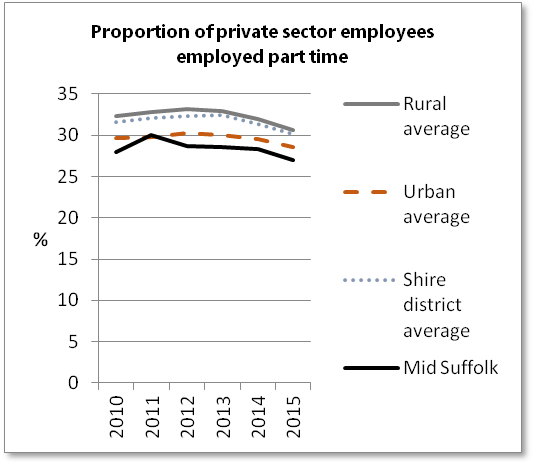 Proportion of private sector employees
employed part time
35
30
25
20
15
10
5
0
%
2010
2011
2012
2013
2014
2015
Rural
average
Urban
average
Shire
district
average
Mid Suffolk